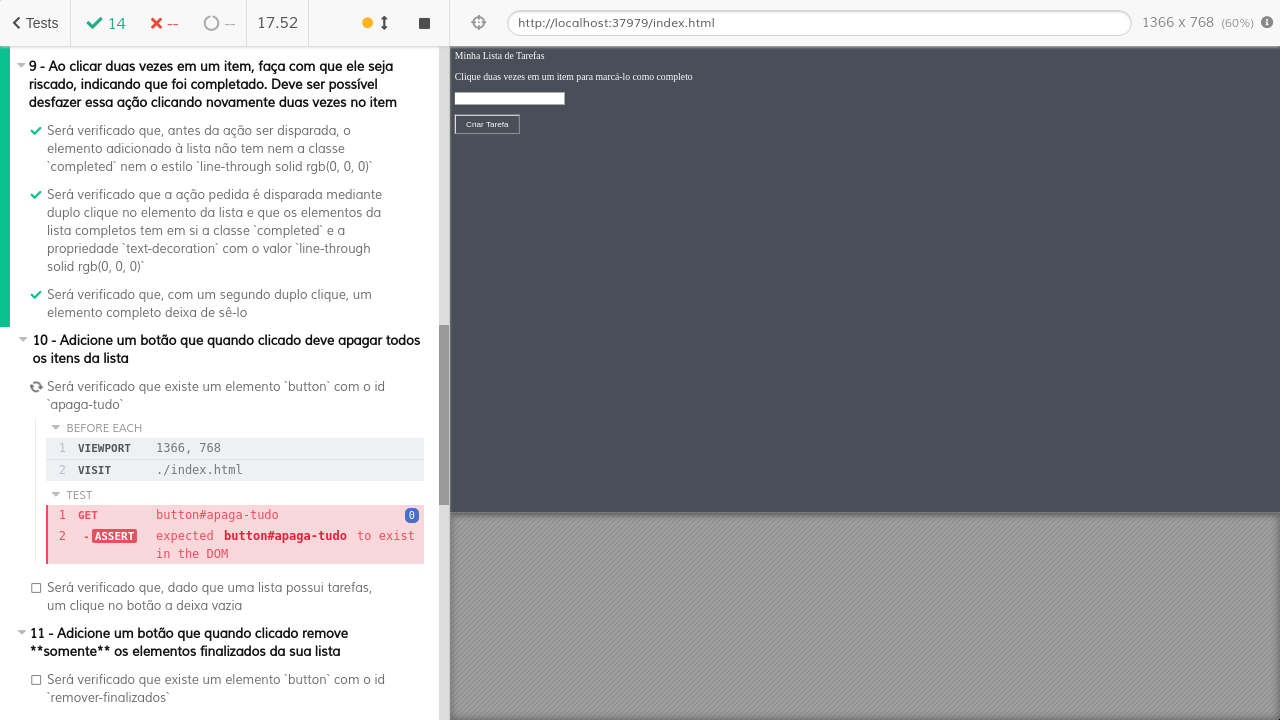 Tests
14
--
--
17.52
http://localhost:37979/index.html
1366 x 768 (60%)
9 - Ao clicar duas vezes em um item, faça com que ele seja
riscado, indicando que foi completado. Deve ser possível
desfazer essa ação clicando novamente duas vezes no item
Será verificado que, antes da ação ser disparada, o
elemento adicionado à lista não tem nem a classe
`completed` nem o estilo `line-through solid rgb(0, 0, 0)`
Será verificado que a ação pedida é disparada mediante
duplo clique no elemento da lista e que os elementos da
lista completos tem em si a classe `completed` e a
propriedade `text-decoration` com o valor `line-through
solid rgb(0, 0, 0)`
Será verificado que, com um segundo duplo clique, um
elemento completo deixa de sê-lo
10 - Adicione um botão que quando clicado deve apagar todos
os itens da lista
Será verificado que existe um elemento `button` com o id
`apaga-tudo`
BEFORE EACH
1 VIEWPORT 1366, 768
2 VISIT ./index.html
TEST
1 GET button#apaga-tudo 0
2 -ASSERT expected button#apaga-tudo to exist
in the DOM
Será verificado que, dado que uma lista possui tarefas,
um clique no botão a deixa vazia
11 - Adicione um botão que quando clicado remove
**somente** os elementos finalizados da sua lista
Será verificado que existe um elemento `button` com o id
`remover-finalizados`
Minha Lista de Tarefas
Clique duas vezes em um item para marcá-lo como completo
Criar Tarefa